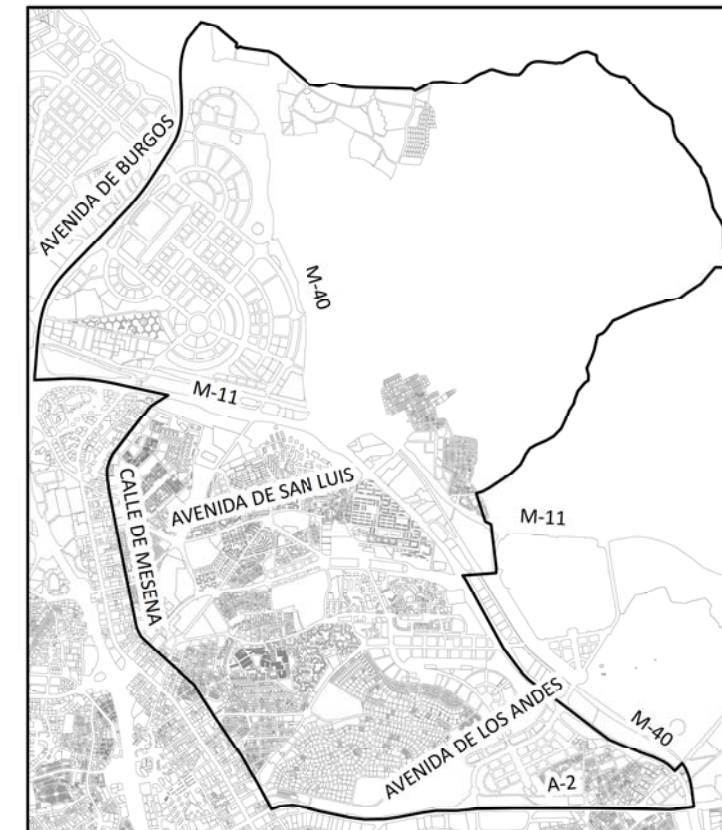 AVENIDA DE BURGOS
M-40
M-11
AVENIDA DE SAN LUIS
CALLE DE MESENA
M-11
AVENIDA DE LOS ANDES
M-40
A-2